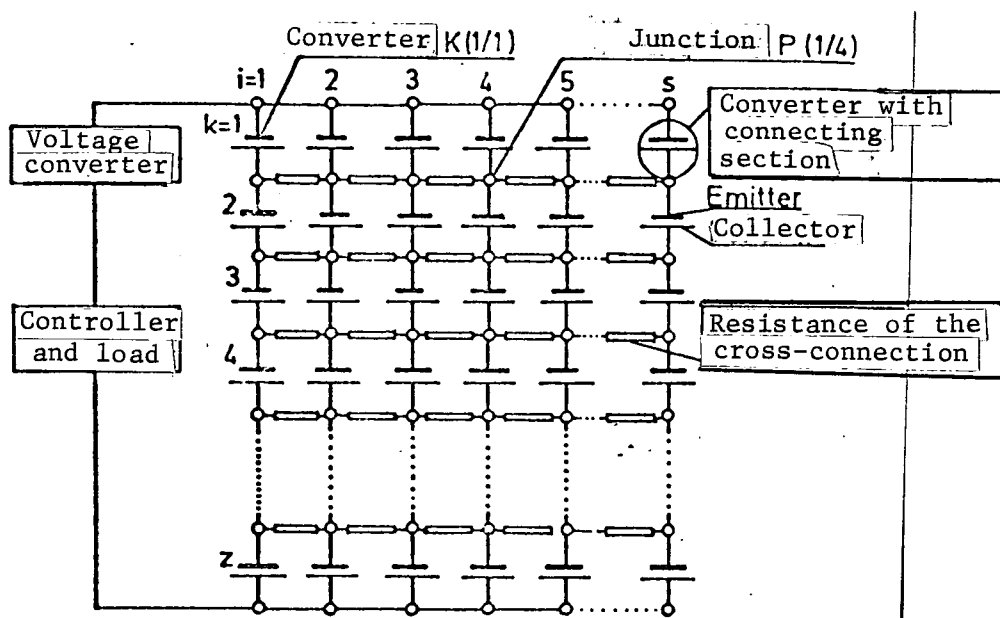 Converter K(1/1)
Junction P(1/4)
i=1 2 3 4 5 s
k=1
Voltage
converter
Converter with
connecting
section
2
Emitter
Collector
3
Controller
and load
Resistance of the
cross-connection
4
z